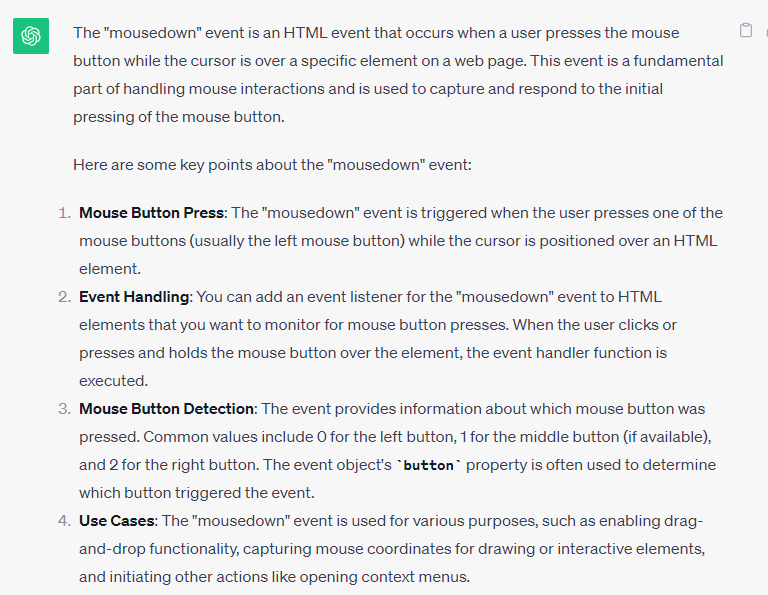 The "mousedown" event is an HTML event that occurs when a user presses the mouse
button while the cursor is over a specific element on a web page. This event is a fundamental
part of handling mouse interactions and is used to capture and respond to the initial
pressing of the mouse button.
Here are some key points about the "mousedown" event:
1. Mouse Button Press: The "mousedown" event is triggered when the user presses one of the
mouse buttons (usually the left mouse button) while the cursor is positioned over an HTML
element.
2. Event Handling: You can add an event listener for the "mousedown" event to HTML
elements that you want to monitor for mouse button presses. When the user clicks or
presses and holds the mouse button over the element, the event handler function is
executed.
3. Mouse Button Detection: The event provides information about which mouse button was
pressed. Common values include 0 for the left button, 1 for the middle button (if available),
and 2 for the right button. The event object's `button` property is often used to determine
which button triggered the event.
4. Use Cases: The "mousedown" event is used for various purposes, such as enabling drag-
and-drop functionality, capturing mouse coordinates for drawing or interactive elements,
and initiating other actions like opening context menus.